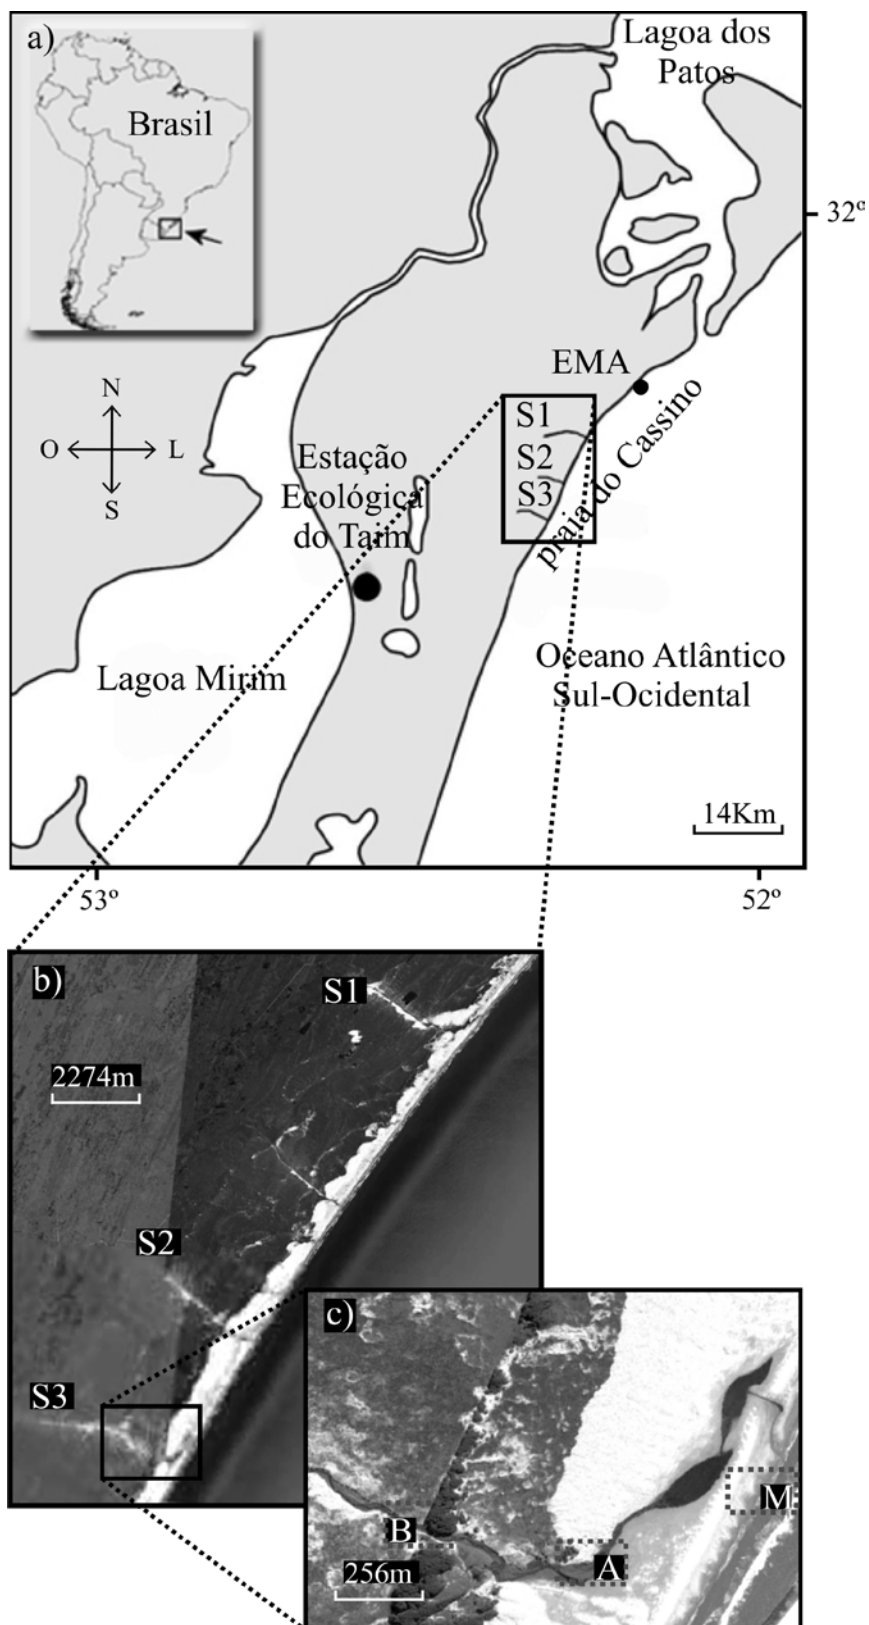 a)
Brasil
Lagoa dos
Patos
32º
N
O
L
S
EMA
S1
S2
S3
praia do Cassino
Estação
Ecológica
do Taim
Lagoa Mirim
Oceano Atlântico
Sul-Ocidental
14Km
53º
52º
b)
S1
2274m
S2
S3
c)
M
B
A
256m